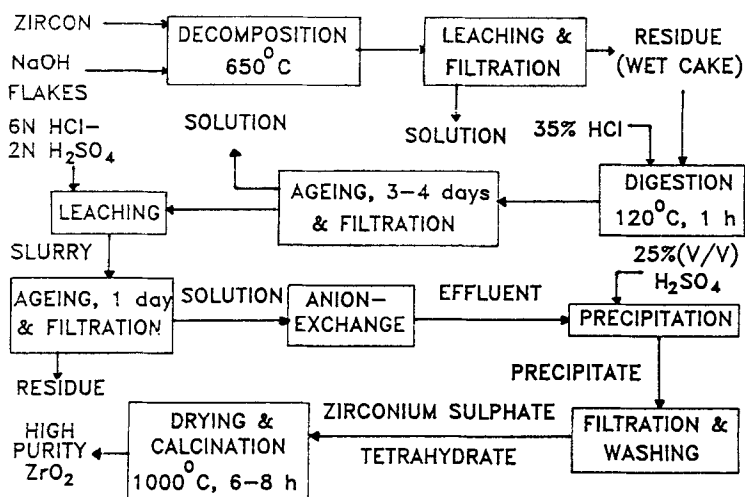 ZIRCON
NaOH
FLAKES
DECOMPOSITION
650°C
LEACHING &
FILTRATION
RESIDUE
(WET CAKE)
SOLUTION
35% HCl
DIGESTION
120°C, 1 h
AGEING, 3-4 days
& FILTRATION
SOLUTION
6N HCl-
2N H₂SO₄
LEACHING
SLURRY
AGEING, 1 day
& FILTRATION
RESIDUE
SOLUTION
ANION-
EXCHANGE
EFFLUENT
25%(V/V)
H₂SO₄
PRECIPITATION
PRECIPITATE
FILTRATION &
WASHING
ZIRCONIUM SULPHATE
TETRAHYDRATE
DRYING &
CALCINATION
1000°C, 6-8 h
HIGH
PURITY
ZrO₂